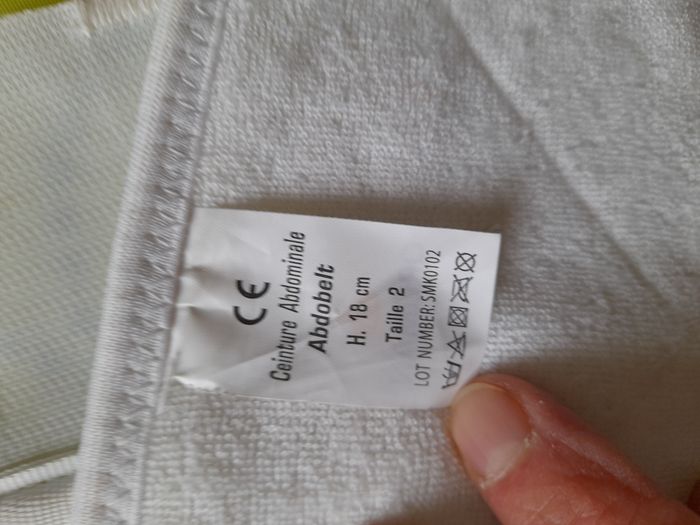 CE
Ceinture Abdominale
Abdobelt
H. 18 cm
Taille 2
LOT NUMBER: SMK0102